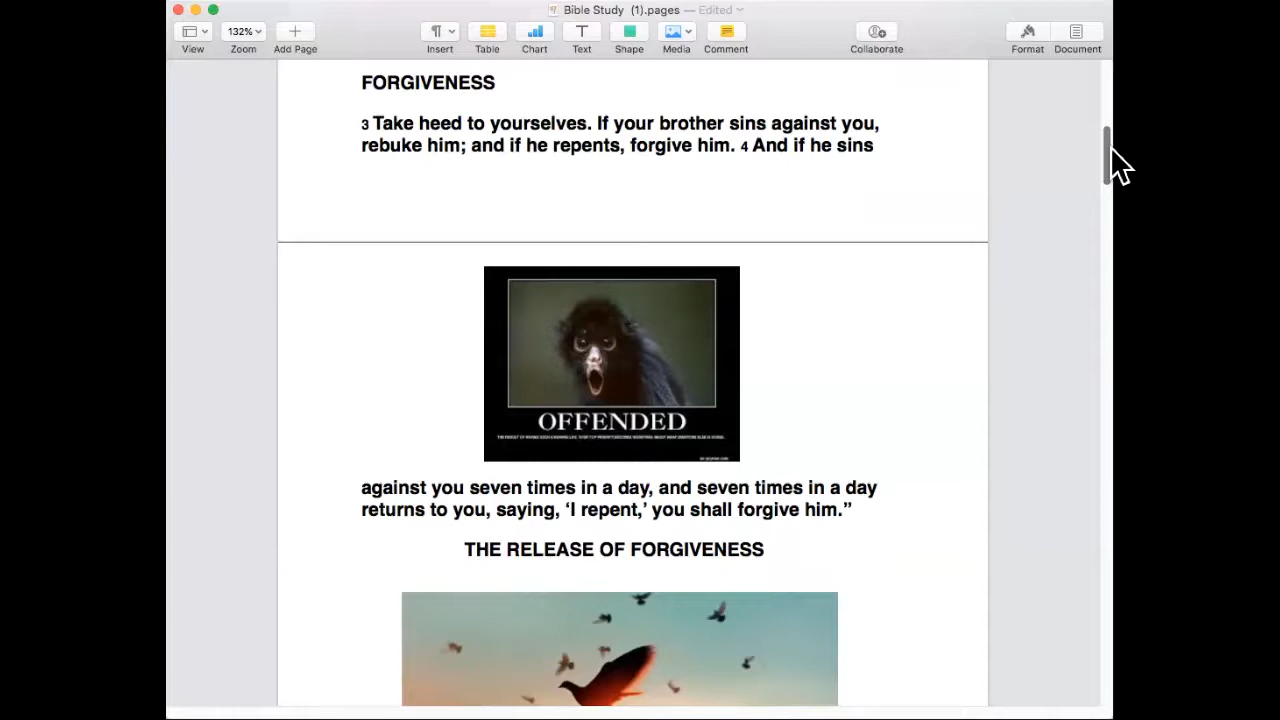 Bible Study (1).pages — Edited
132%
View
Zoom
Add Page
Insert
Table
Chart
Text
Shape
Media
Comment
Collaborate
Format
Document
FORGIVENESS
3 Take heed to yourselves. If your brother sins against you,
rebuke him; and if he repents, forgive him. 4 And if he sins
OFFENDED
against you seven times in a day, and seven times in a day
returns to you, saying, ‘I repent,’ you shall forgive him.”
THE RELEASE OF FORGIVENESS